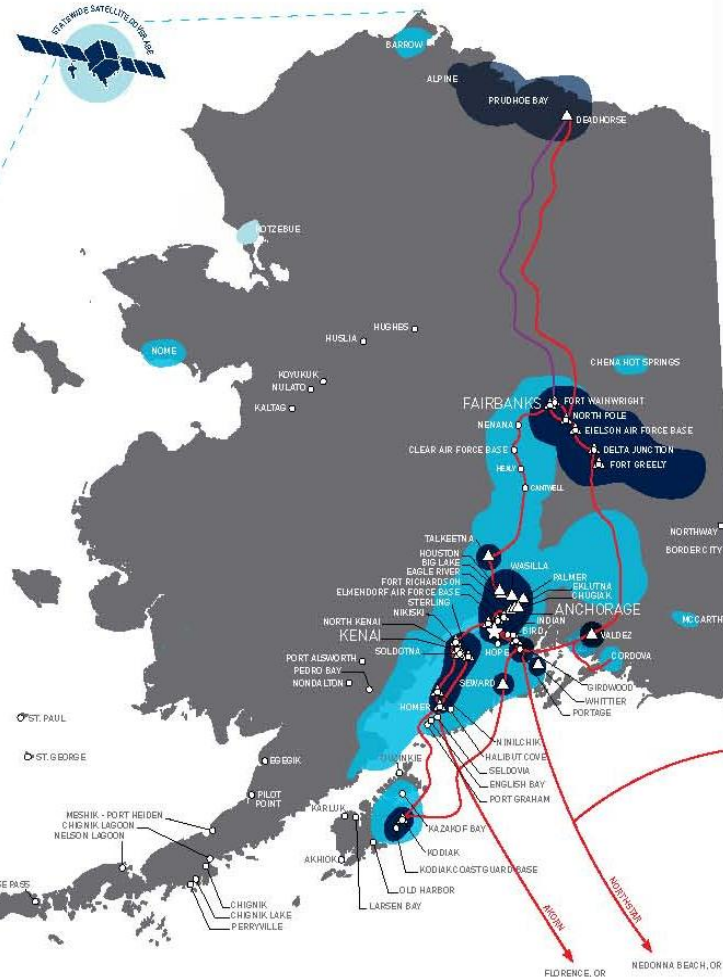 STATEWIDE SATELLITE COVERAGE
BARROW
ALPINE
PRUDHOE BAY
DEADHORSE
KOTZEBUE
NOME
HUGHES
HUSLIA
KOYUKUK
NULATO
KALTAG
CHENA HOT SPRINGS
FAIRBANKS
FORT WAINWRIGHT
NORTH POLE
EIELSON AIR FORCE BASE
NENANA
DELTA JUNCTION
CLEAR AIR FORCE BASE
FORT GREELY
HEALY
CANTWELL
NORTHWAY
BORDER CITY
TALKEETNA
HOUSTON
BIG LAKE
EAGLE RIVER
FORT RICHARDSON
ELMENDORF AIR FORCE BASE
STERLING
NIKISKI
NORTH KENAI
KENAI
SOLDOTNA
WASILLA
PALMER
EKLUTNA
CHUGIAK
ANCHORAGE
INDIAN
BIRD
HOPE
VALDEZ
MCCARTH
CORDOVA
GIRDWOOD
WHITTIER
PORTAGE
PORT ALSWORTH
PEDRO BAY
NONDALTON
SEWARD
HOMER
NINILCHIK
HALIBUT COVE
SELDOVIA
ENGLISH BAY
PORT GRAHAM
ST. PAUL
ST. GEORGE
EGEGIK
PILOT
POINT
MESHIK - PORT HEIDEN
CHIGNIK LAGOON
NELSON LAGOON
KARLUK
KAZAKOF BAY
KODIAK
KODIAK COAST GUARD BASE
AKHIOK
OLD HARBOR
LARSEN BAY
SE PASS
CHIGNIK
CHIGNIK LAKE
PERRYVILLE
AKORN
NORTHSTAR
FLORENCE, OR
NEDONNA BEACH, OR